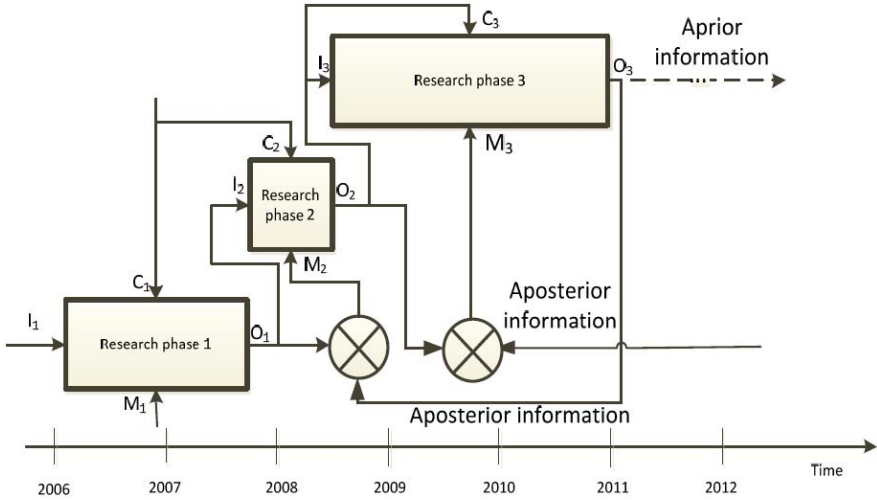 C₃
Aprior
information
I₃
Research phase 3
O₃
M₃
C₂
I₂
Research
phase 2
O₂
M₂
C₁
Aposterior
information
I₁
Research phase 1
O₁
M₁
Aposterior information
Time
2006
2007
2008
2009
2010
2011
2012